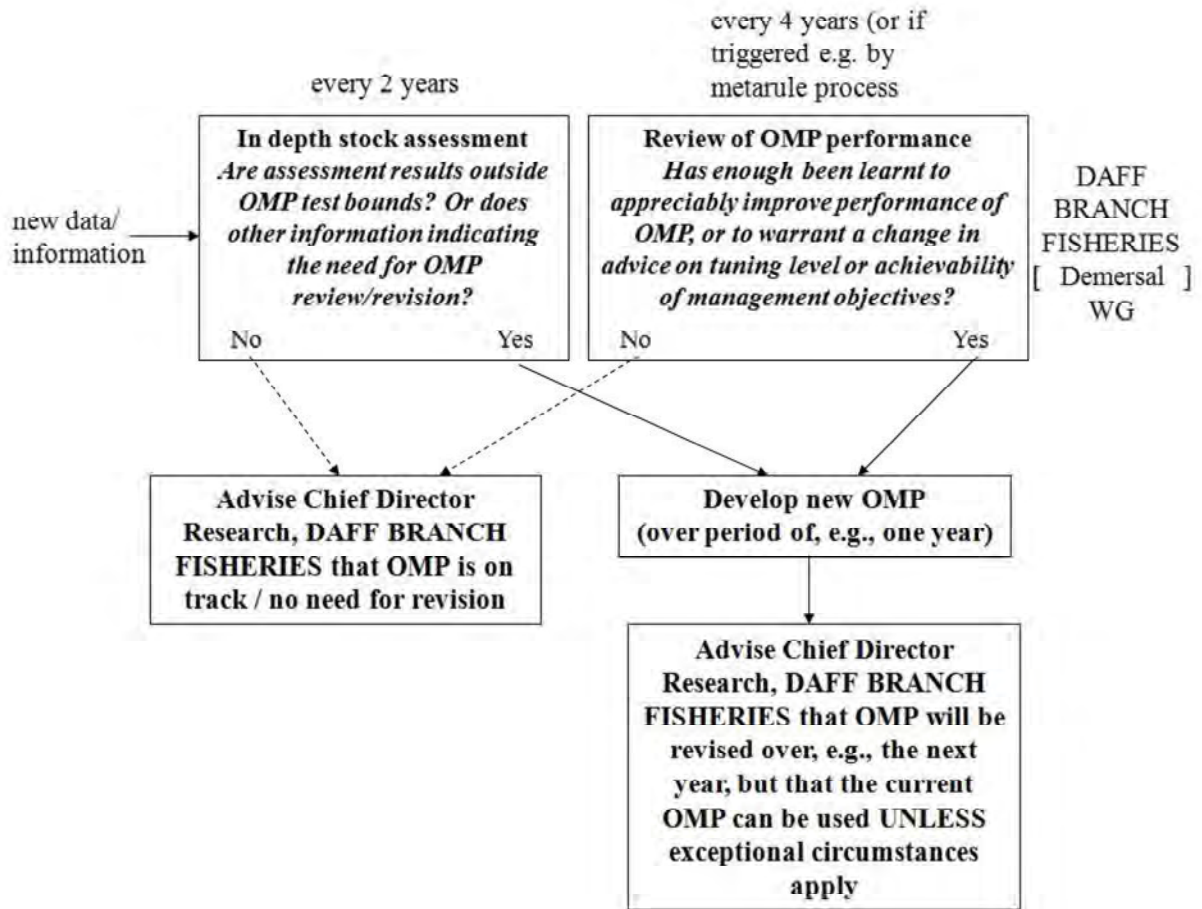 every 2 years
every 4 years (or if
triggered e.g. by
metarule process
new data/
information
In depth stock assessment
Are assessment results outside
OMP test bounds? Or does
other information indicating
the need for OMP
review/revision?
No Yes
Review of OMP performance
Has enough been learnt to
appreciably improve performance of
OMP, or to warrant a change in
advice on tuning level or achievability
of management objectives?
No Yes
DAFF
BRANCH
FISHERIES
[ Demersal ]
WG
Advise Chief Director
Research, DAFF BRANCH
FISHERIES that OMP is on
track / no need for revision
Develop new OMP
(over period of, e.g., one year)
Advise Chief Director
Research, DAFF BRANCH
FISHERIES that OMP will be
revised over, e.g., the next
year, but that the current
OMP can be used UNLESS
exceptional circumstances
apply